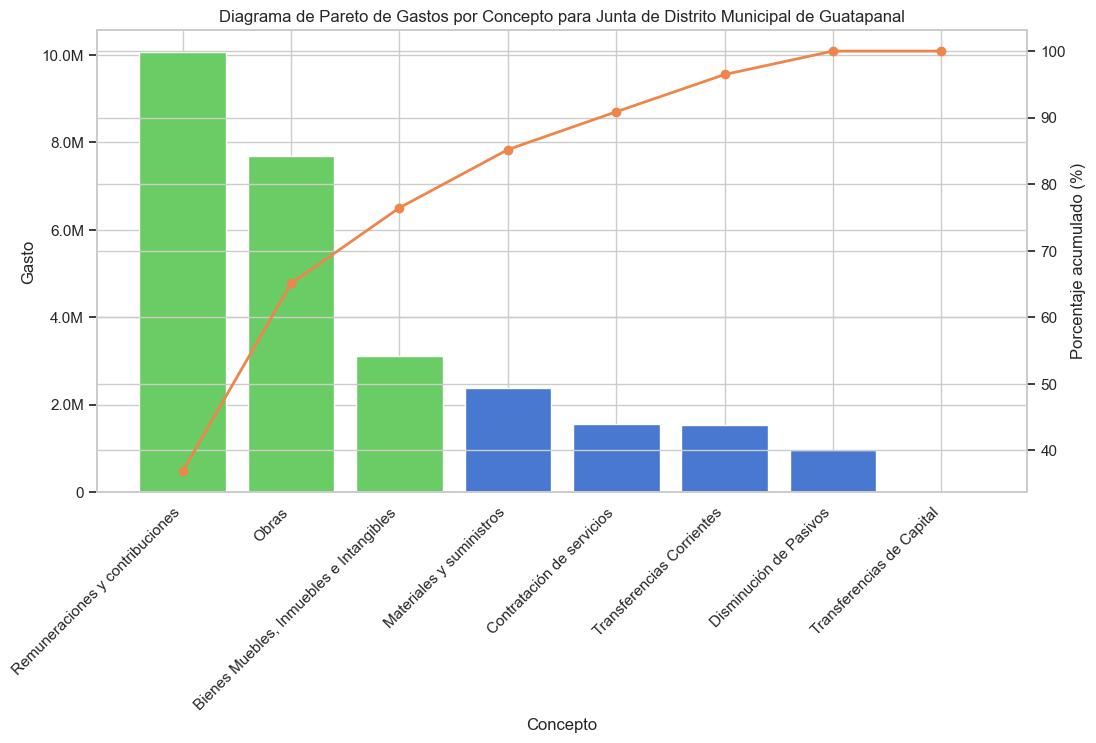 Diagrama de Pareto de Gastos por Concepto para Junta de Distrito Municipal de Guatapanal
10.0M
8.0M
6.0M
4.0M
2.0M
0
Gasto
100
90
80
70
60
50
40
Porcentaje acumulado (%)
Remuneraciones y contribuciones
Obras
Bienes Muebles, Inmuebles e Intangibles
Materiales y suministros
Contratación de servicios
Transferencias Corrientes
Disminución de Pasivos
Transferencias de Capital
Concepto